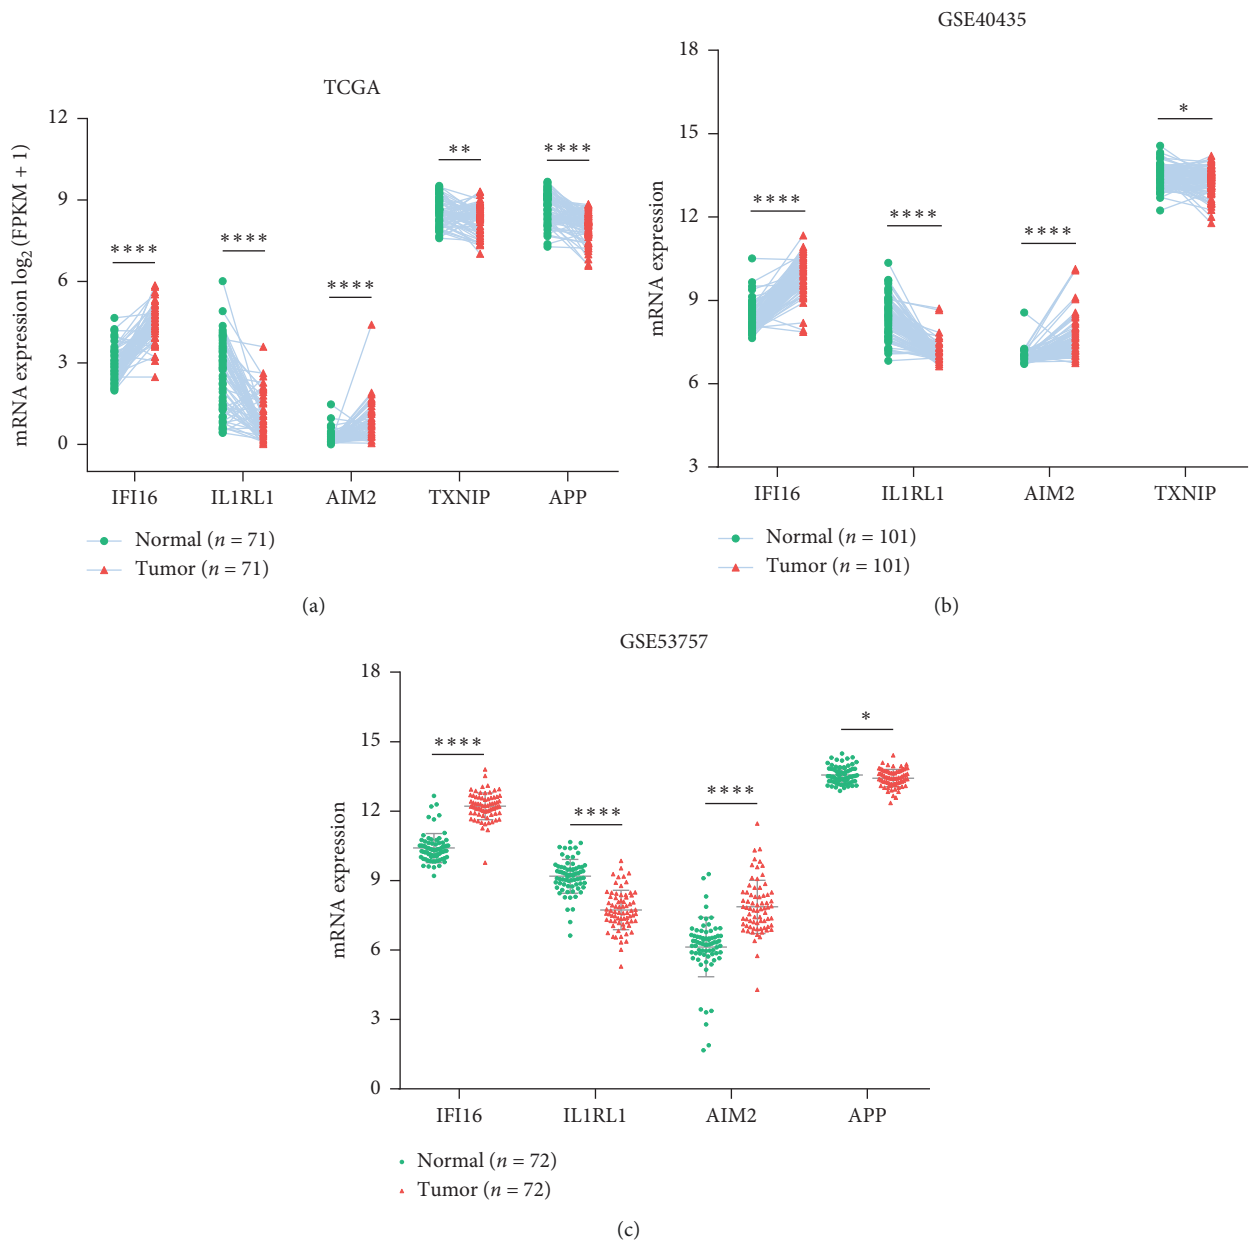 TCGA
mRNA expression log₂ (FPKM + 1)
12
9
6
3
0
****
****
****
**
****
IFI16 IL1RL1 AIM2 TXNIP APP
Normal (n = 71)
Tumor (n = 71)
(a)
GSE40435
mRNA expression
18
15
12
9
6
3
****
****
****
*
IFI16 IL1RL1 AIM2 TXNIP
Normal (n = 101)
Tumor (n = 101)
(b)
GSE53757
mRNA expression
18
15
12
9
6
3
0
****
****
****
*
IFI16 IL1RL1 AIM2 APP
Normal (n = 72)
Tumor (n = 72)
(c)